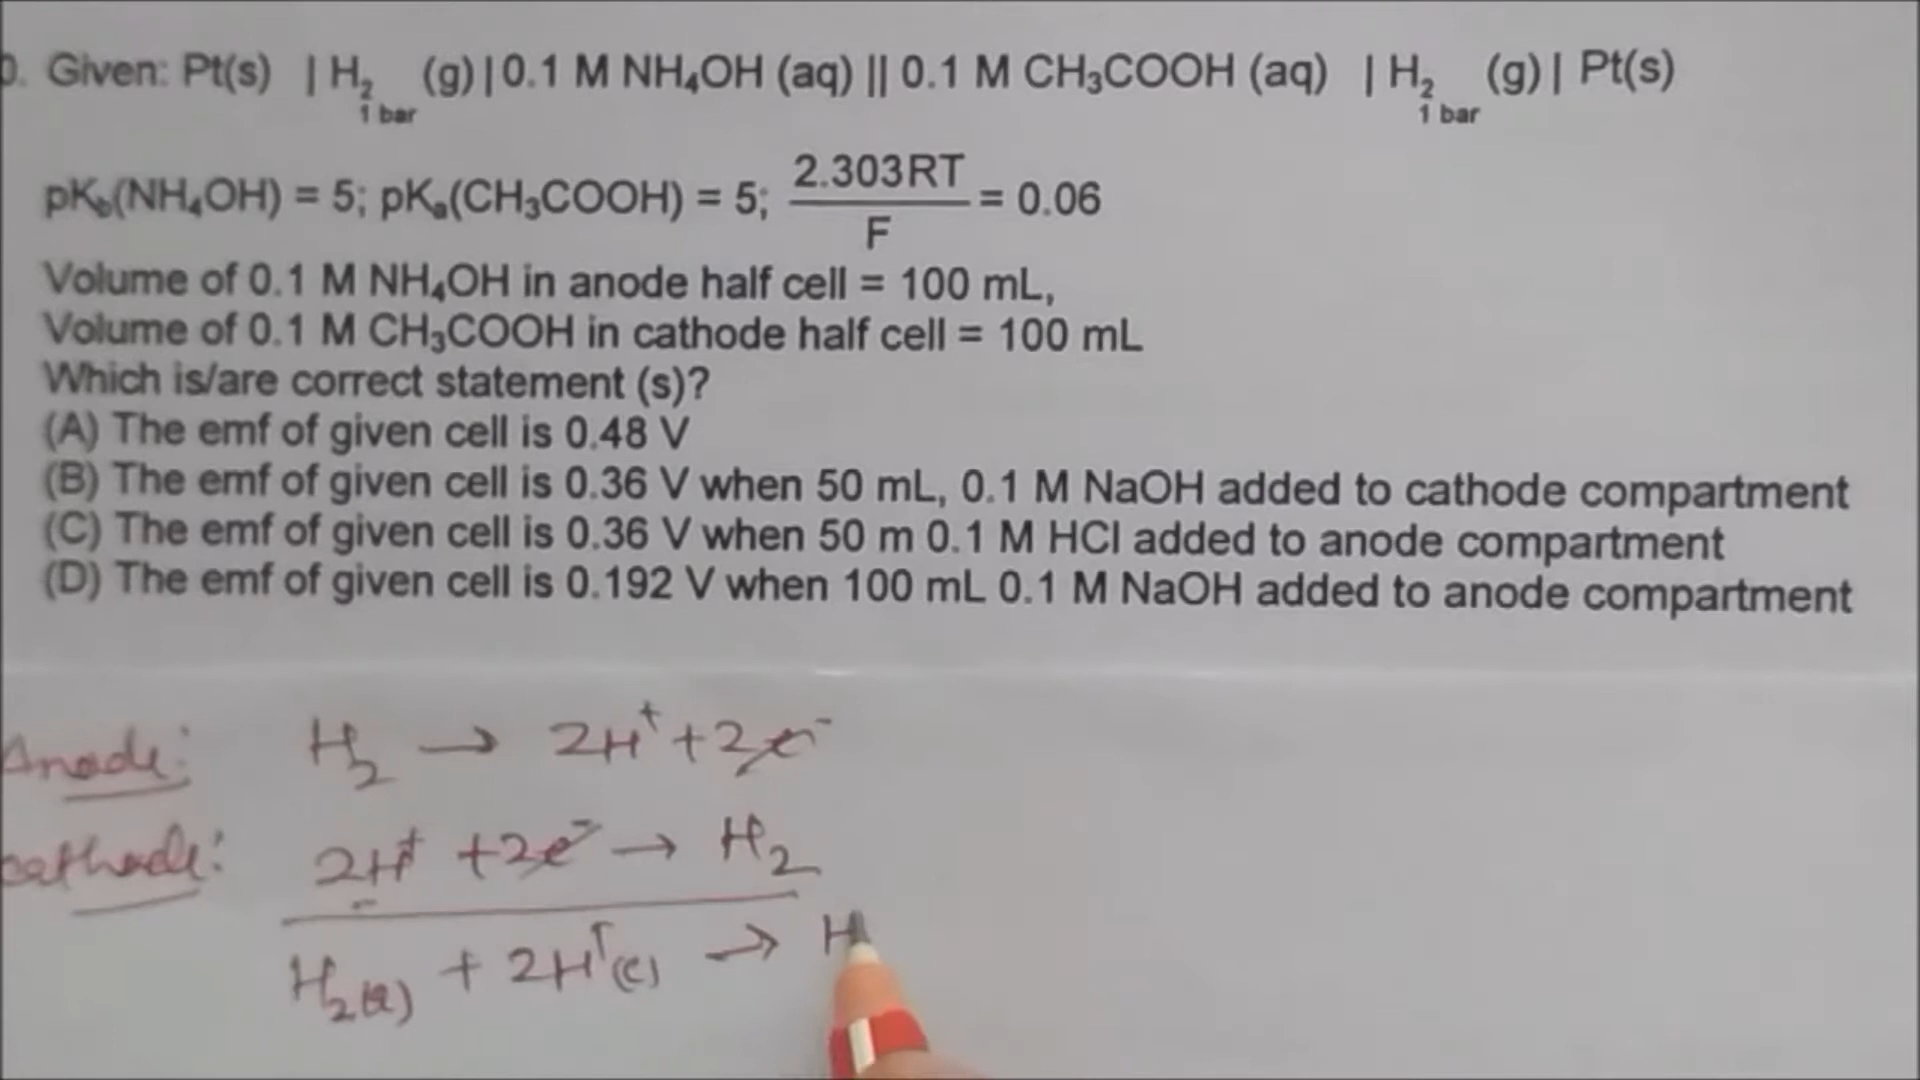 0. Given: Pt(s) | H₂ (g) | 0.1 M NH₄OH (aq) || 0.1 M CH₃COOH (aq) | H₂ (g) | Pt(s)
1 bar 1 bar
pK_b(NH₄OH) = 5; pKₐ(CH₃COOH) = 5; 2.303RT/F = 0.06
Volume of 0.1 M NH₄OH in anode half cell = 100 mL,
Volume of 0.1 M CH₃COOH in cathode half cell = 100 mL
Which is/are correct statement (s)?
(A) The emf of given cell is 0.48 V
(B) The emf of given cell is 0.36 V when 50 mL, 0.1 M NaOH added to cathode compartment
(C) The emf of given cell is 0.36 V when 50 m 0.1 M HCl added to anode compartment
(D) The emf of given cell is 0.192 V when 100 mL 0.1 M NaOH added to anode compartment
Anode: H₂ → 2H⁺ + 2e⁻
cathode: 2H⁺ + 2e⁻ → H₂
H₂(a) + 2H⁺(c) → H